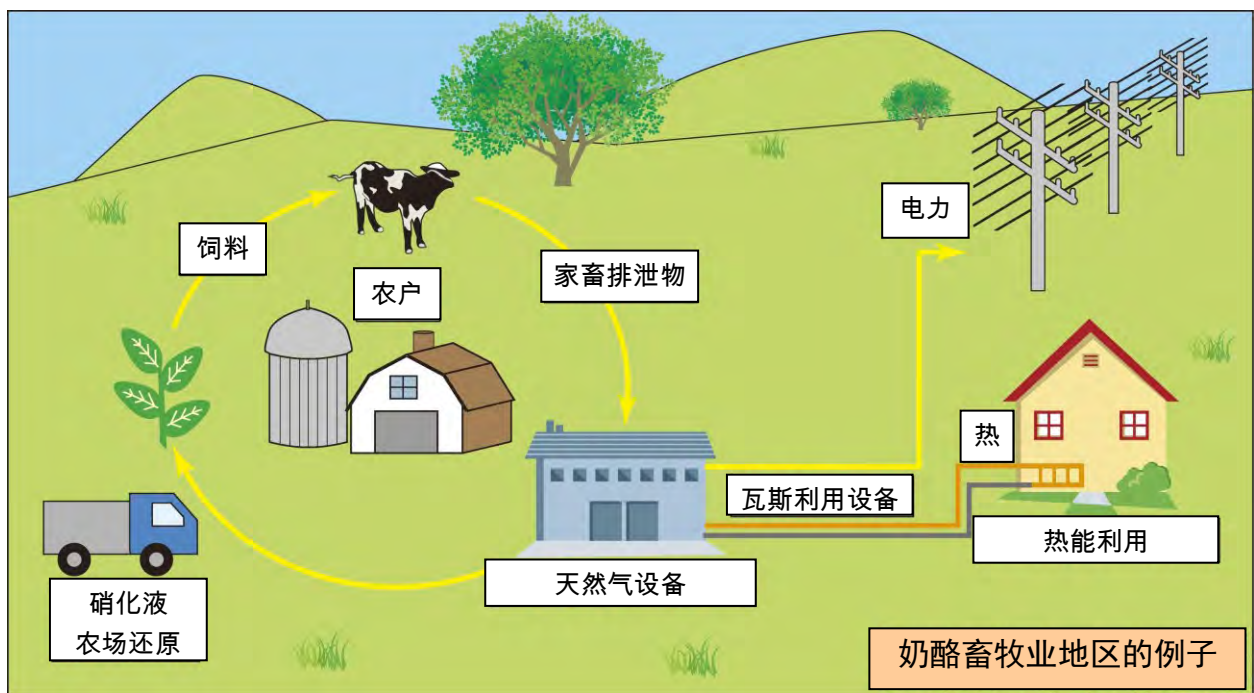 电力
饲料
家畜排泄物
农户
热
瓦斯利用设备
热能利用
天然气设备
硝化液
农场还原
奶酪畜牧业地区的例子